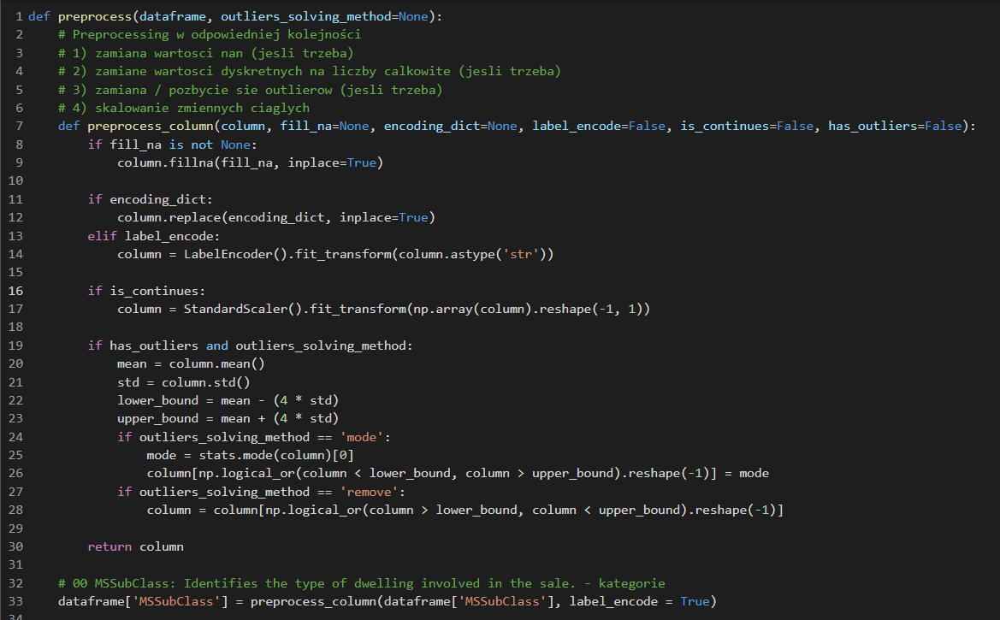 1 def preprocess(dataframe, outliers_solving_method=None):
2     # Preprocessing w odpowiedniej kolejności
3     # 1) zamiana wartosci nan (jesli trzeba)
4     # 2) zamiane wartosci dyskretnych na liczby calkowite (jesli trzeba)
5     # 3) zamiana / pozbycie sie outlierow (jesli trzeba)
6     # 4) skalowanie zmiennych ciaglych
7     def preprocess_column(column, fill_na=None, encoding_dict=None, label_encode=False, is_continues=False, has_outliers=False):
8         if fill_na is not None:
9             column.fillna(fill_na, inplace=True)
10
11         if encoding_dict:
12             column.replace(encoding_dict, inplace=True)
13         elif label_encode:
14             column = LabelEncoder().fit_transform(column.astype('str'))
15
16         if is_continues:
17             column = StandardScaler().fit_transform(np.array(column).reshape(-1, 1))
18
19         if has_outliers and outliers_solving_method:
20             mean = column.mean()
21             std = column.std()
22             lower_bound = mean - (4 * std)
23             upper_bound = mean + (4 * std)
24             if outliers_solving_method == 'mode':
25                 mode = stats.mode(column)[0]
26                 column[np.logical_or(column < lower_bound, column > upper_bound).reshape(-1)] = mode
27             if outliers_solving_method == 'remove':
28                 column = column[np.logical_or(column > lower_bound, column < upper_bound).reshape(-1)]
29
30         return column
31
32     # 00 MSSubClass: Identifies the type of dwelling involved in the sale. - kategorie
33     dataframe['MSSubClass'] = preprocess_column(dataframe['MSSubClass'], label_encode = True)
34